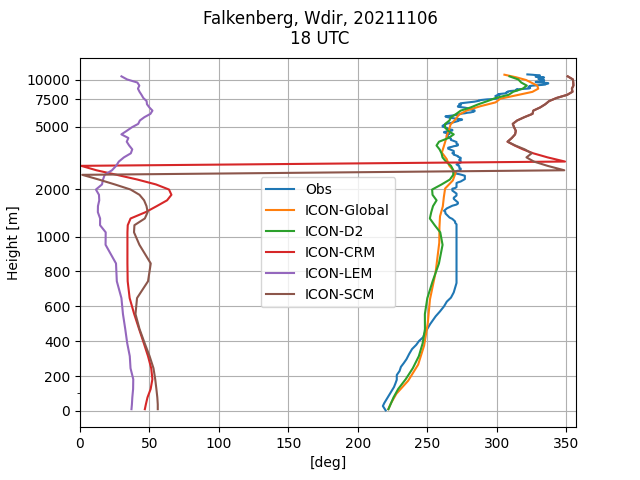 Falkenberg, Wdir, 20211106
18 UTC
Height [m]
10000
7500
5000
2000
1000
800
600
400
200
0
Obs
ICON-Global
ICON-D2
ICON-CRM
ICON-LEM
ICON-SCM
0 50 100 150 200 250 300 350
[deg]